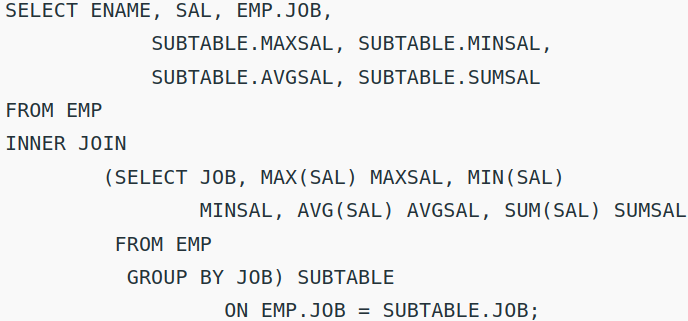 SELECT ENAME, SAL, EMP.JOB,
SUBTABLE.MAXSAL, SUBTABLE.MINSAL,
SUBTABLE.AVGSAL, SUBTABLE.SUMSAL
FROM EMP
INNER JOIN
(SELECT JOB, MAX(SAL) MAXSAL, MIN(SAL)
MINSAL, AVG(SAL) AVGSAL, SUM(SAL) SUMSAL
FROM EMP
GROUP BY JOB) SUBTABLE
ON EMP.JOB = SUBTABLE.JOB;